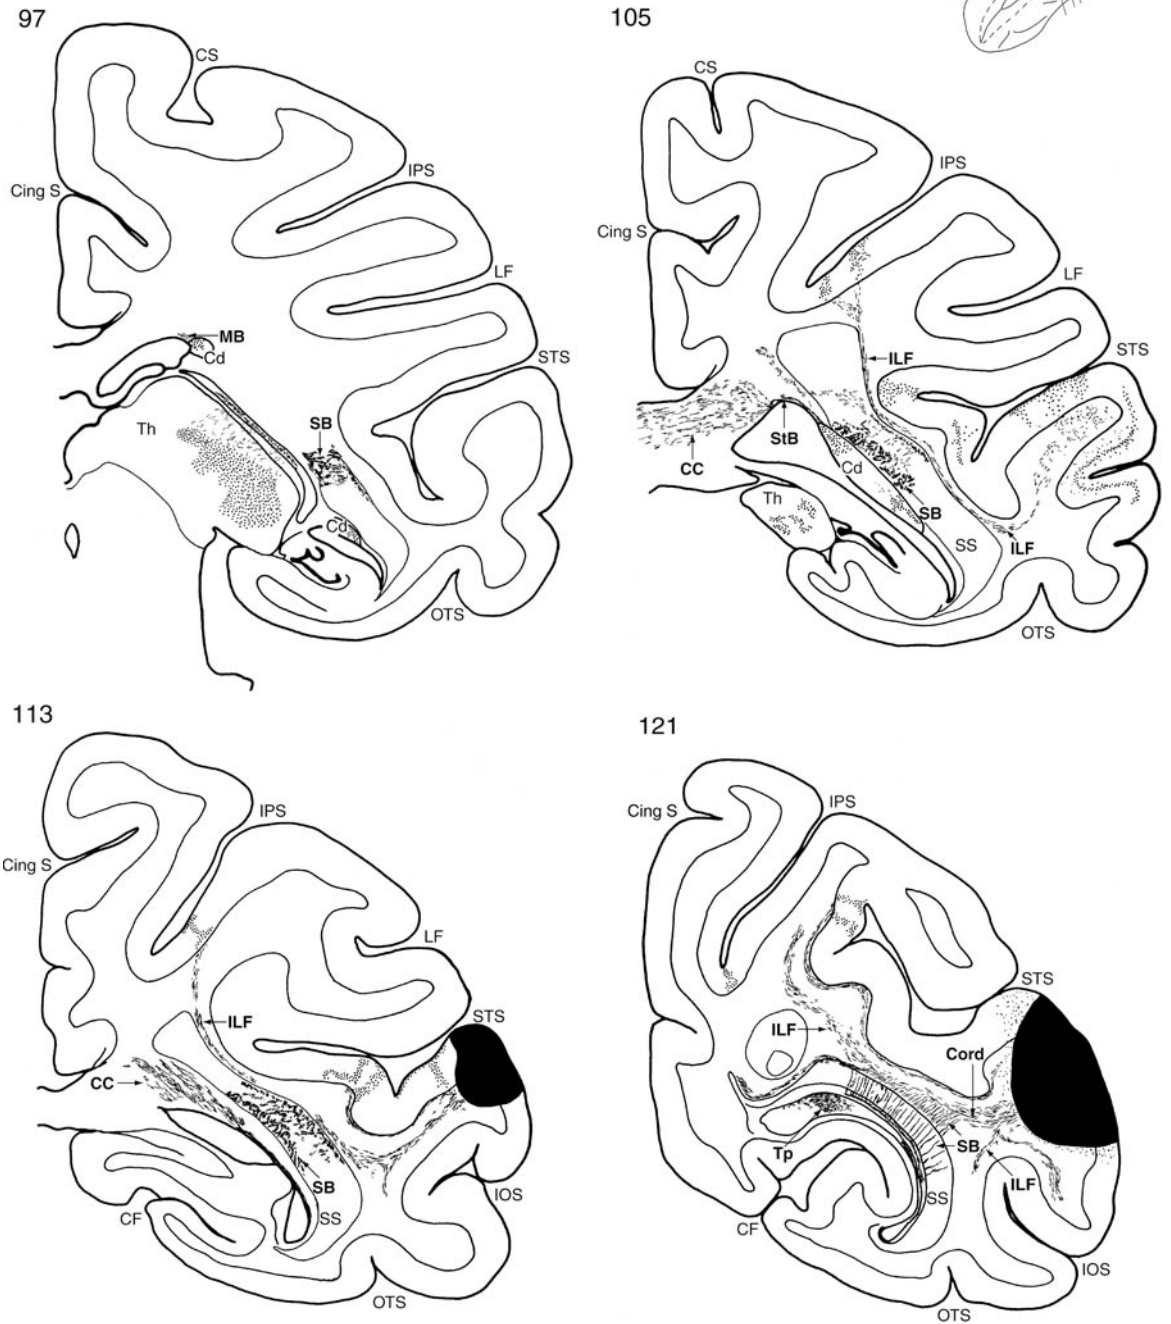 97
CS
Cing S
IPS
LF
MB
Cd
STS
Th
SB
Cd
OTS
105
CS
IPS
Cing S
LF
STS
ILF
StB
CC
Cd
Th
SB
SS
ILF
OTS
113
IPS
Cing S
LF
STS
ILF
CC
SB
IOS
CF
SS
OTS
121
Cing S
IPS
STS
ILF
Cord
Tp
SB
SS
ILF
CF
IOS
OTS